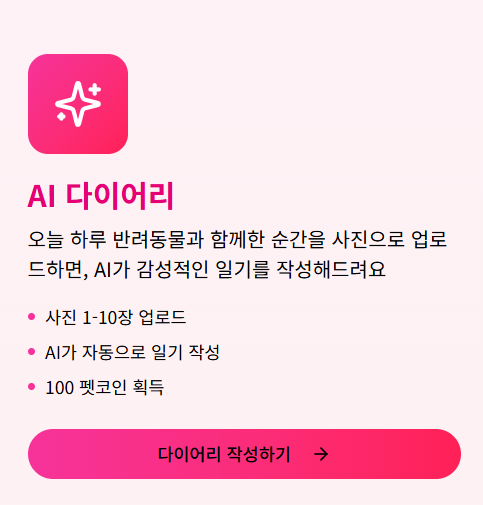 AI 다이어리
오늘 하루 반려동물과 함께한 순간을 사진으로 업로
드하면, AI가 감성적인 일기를 작성해드려요
사진 1-10장 업로드
AI가 자동으로 일기 작성
100 펫코인 획득
다이어리 작성하기 →